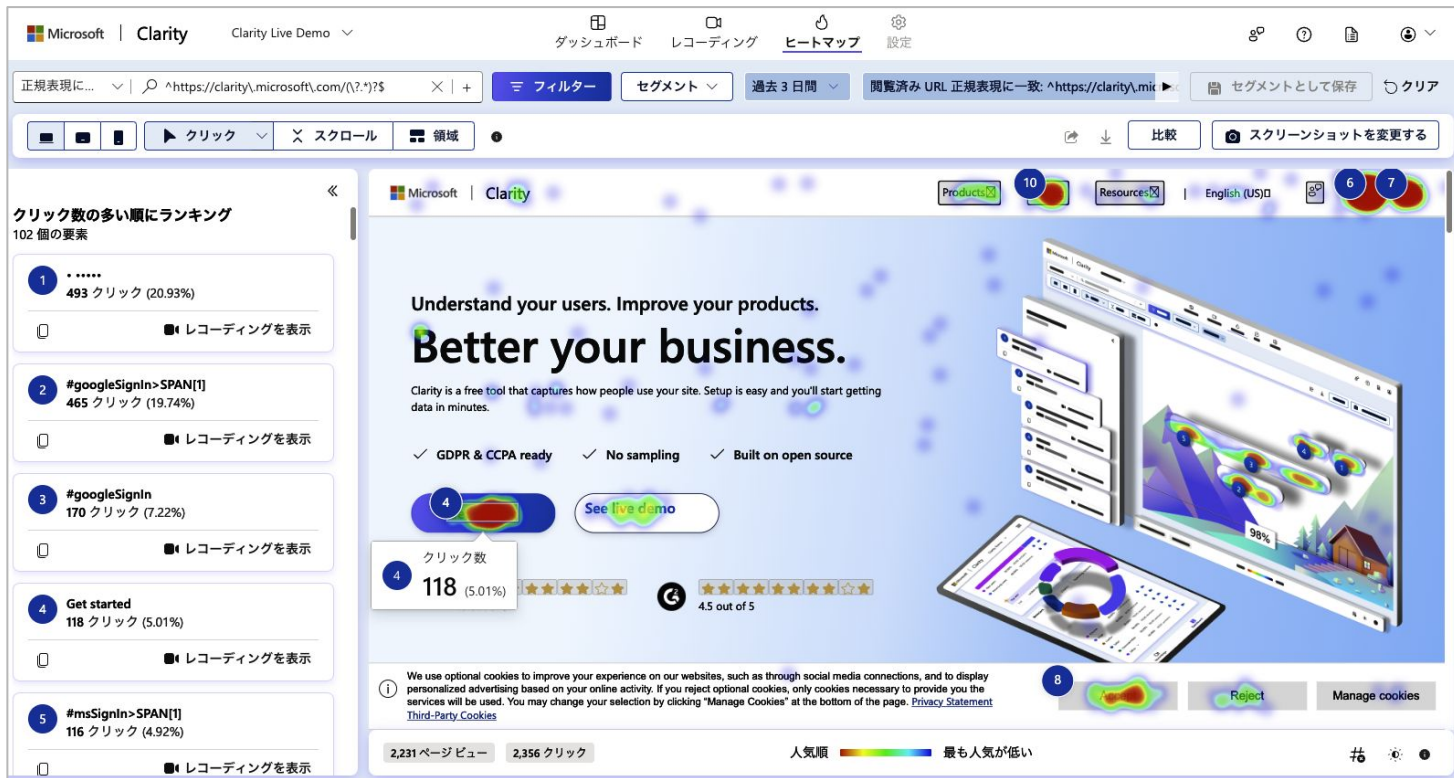 Microsoft | Clarity Clarity Live Demo
ダッシュボード レコーディング ヒートマップ 設定
正規表現に... ^https://clarity\.microsoft\.com/(\?.*)?$ フィルター セグメント 過去 3 日間 閲覧済み URL 正規表現に一致: ^https://clarity\.mic セグメントとして保存 クリア
クリック スクロール 領域 比較 スクリーンショットを変更する
クリック数の多い順にランキング
102 個の要素
1 • •••••
493 クリック (20.93%)
レコーディングを表示
2 #googleSignIn>SPAN[1]
465 クリック (19.74%)
レコーディングを表示
3 #googleSignIn
170 クリック (7.22%)
レコーディングを表示
4 Get started
118 クリック (5.01%)
レコーディングを表示
5 #msSignIn>SPAN[1]
116 クリック (4.92%)
レコーディングを表示
Microsoft | Clarity Products 10 Resources | English (US) 6 7
Understand your users. Improve your products.
Better your business.
Clarity is a free tool that captures how people use your site. Setup is easy and you'll start getting
data in minutes.
GDPR & CCPA ready No sampling Built on open source
4 See live demo
クリック数
4 118 (5.01%)
4.5 out of 5
98%
We use optional cookies to improve your experience on our websites, such as through social media connections, and to display
personalized advertising based on your online activity. If you reject optional cookies, only cookies necessary to provide you the
services will be used. You may change your selection by clicking "Manage Cookies" at the bottom of the page. Privacy Statement
Third-Party Cookies
8 Reject Manage cookies
2,231 ページ ビュー 2,356 クリック 人気順 最も人気が低い